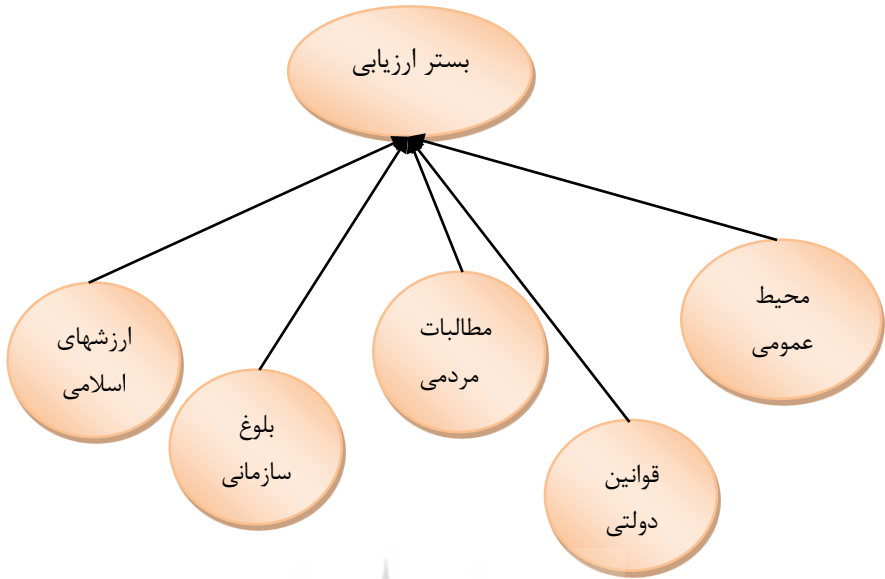 بستر ارزیابی
محیط
عمومی
قوانین
دولتی
مطالبات
مردمی
بلوغ
سازمانی
ارزشهای
اسلامی